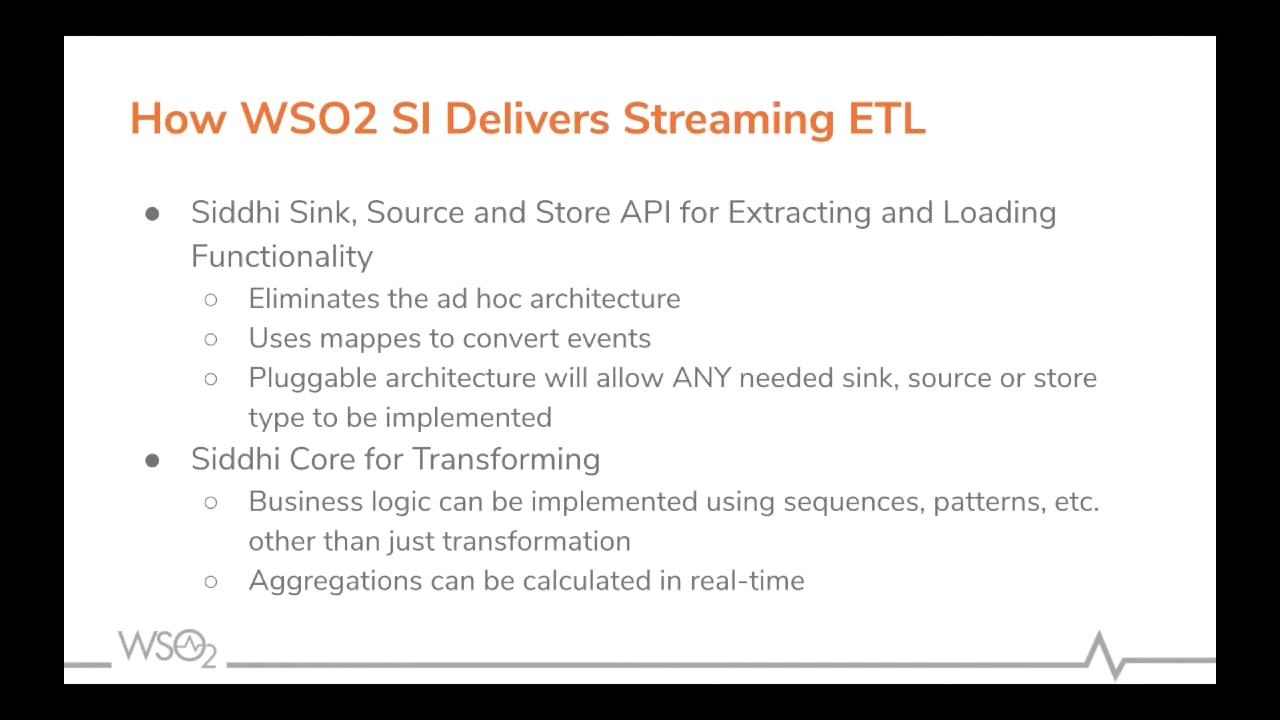 How WSO2 SI Delivers Streaming ETL
● Siddhi Sink, Source and Store API for Extracting and Loading
Functionality
○ Eliminates the ad hoc architecture
○ Uses mappes to convert events
○ Pluggable architecture will allow ANY needed sink, source or store
type to be implemented
● Siddhi Core for Transforming
○ Business logic can be implemented using sequences, patterns, etc.
other than just transformation
○ Aggregations can be calculated in real-time
WSO2